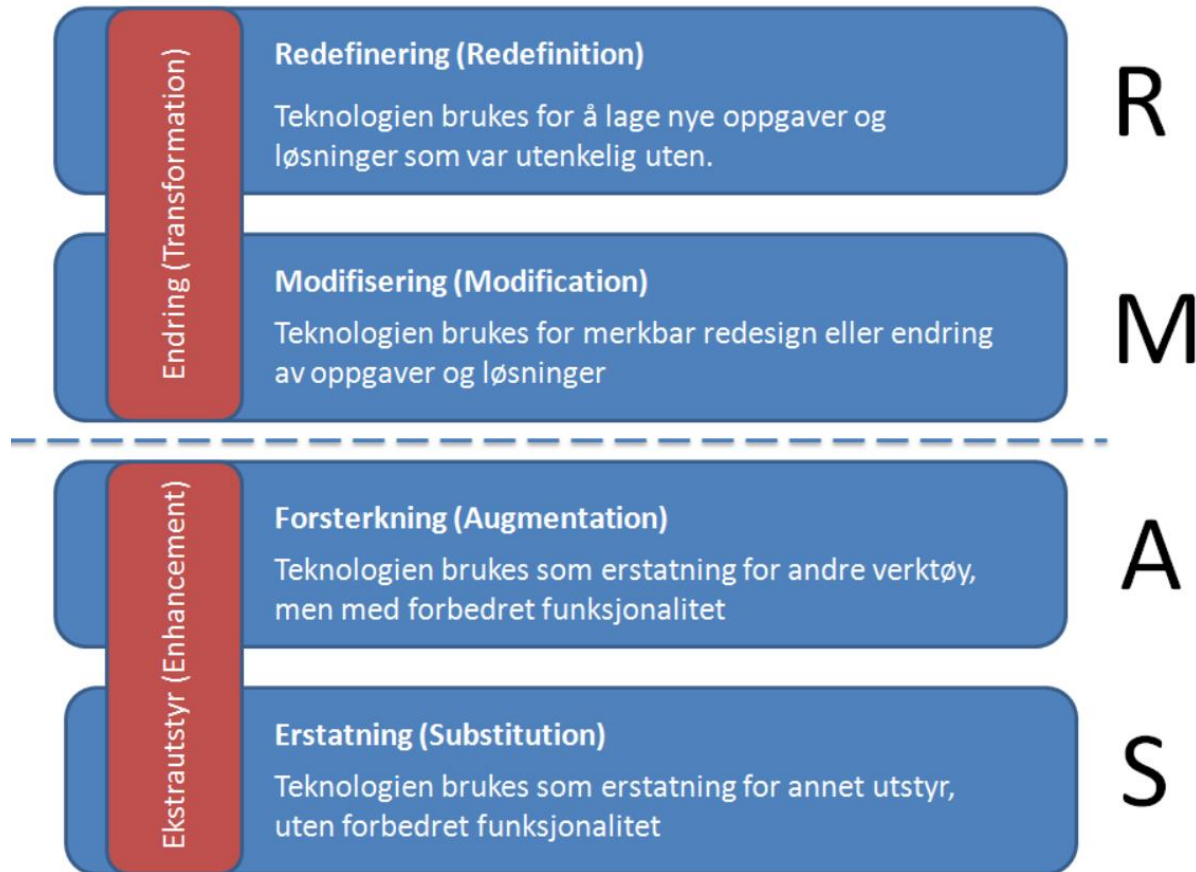 Endring (Transformation)
Redefinering (Redefinition)
Teknologien brukes for å lage nye oppgaver og
løsninger som var utenkelig uten.
R
Modifisering (Modification)
Teknologien brukes for merkbar redesign eller endring
av oppgaver og løsninger
M
Ekstrautstyr (Enhancement)
Forsterkning (Augmentation)
Teknologien brukes som erstatning for andre verktøy,
men med forbedret funksjonalitet
A
Erstatning (Substitution)
Teknologien brukes som erstatning for annet utstyr,
uten forbedret funksjonalitet
S